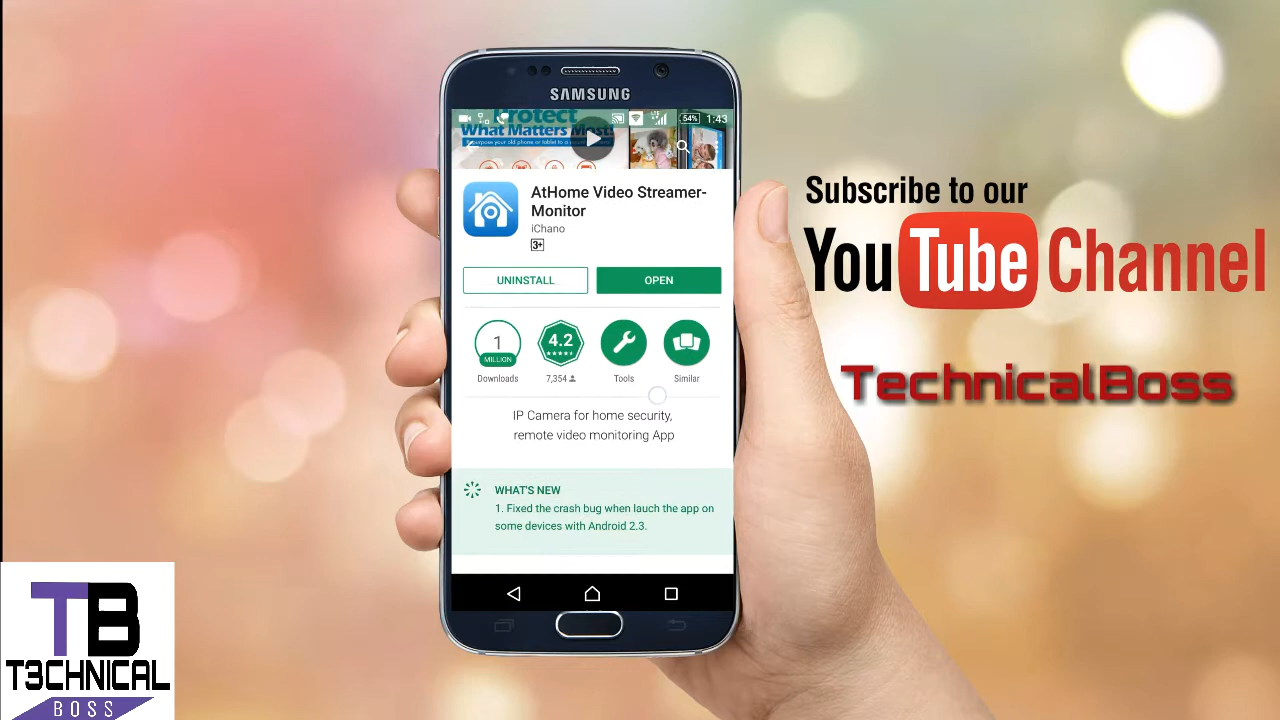 SAMSUNG
54% 1:43
Protect
What Matters Most!
AtHome Video Streamer-
Monitor
iChano
3+
UNINSTALL
OPEN
1
MILLION
Downloads
4.2
7,354
Tools
Similar
IP Camera for home security,
remote video monitoring App
WHAT'S NEW
1. Fixed the crash bug when lauch the app on
some devices with Android 2.3.
Subscribe to our
YouTube Channel
TechnicalBoss
TB
T3CHNICAL
BOSS